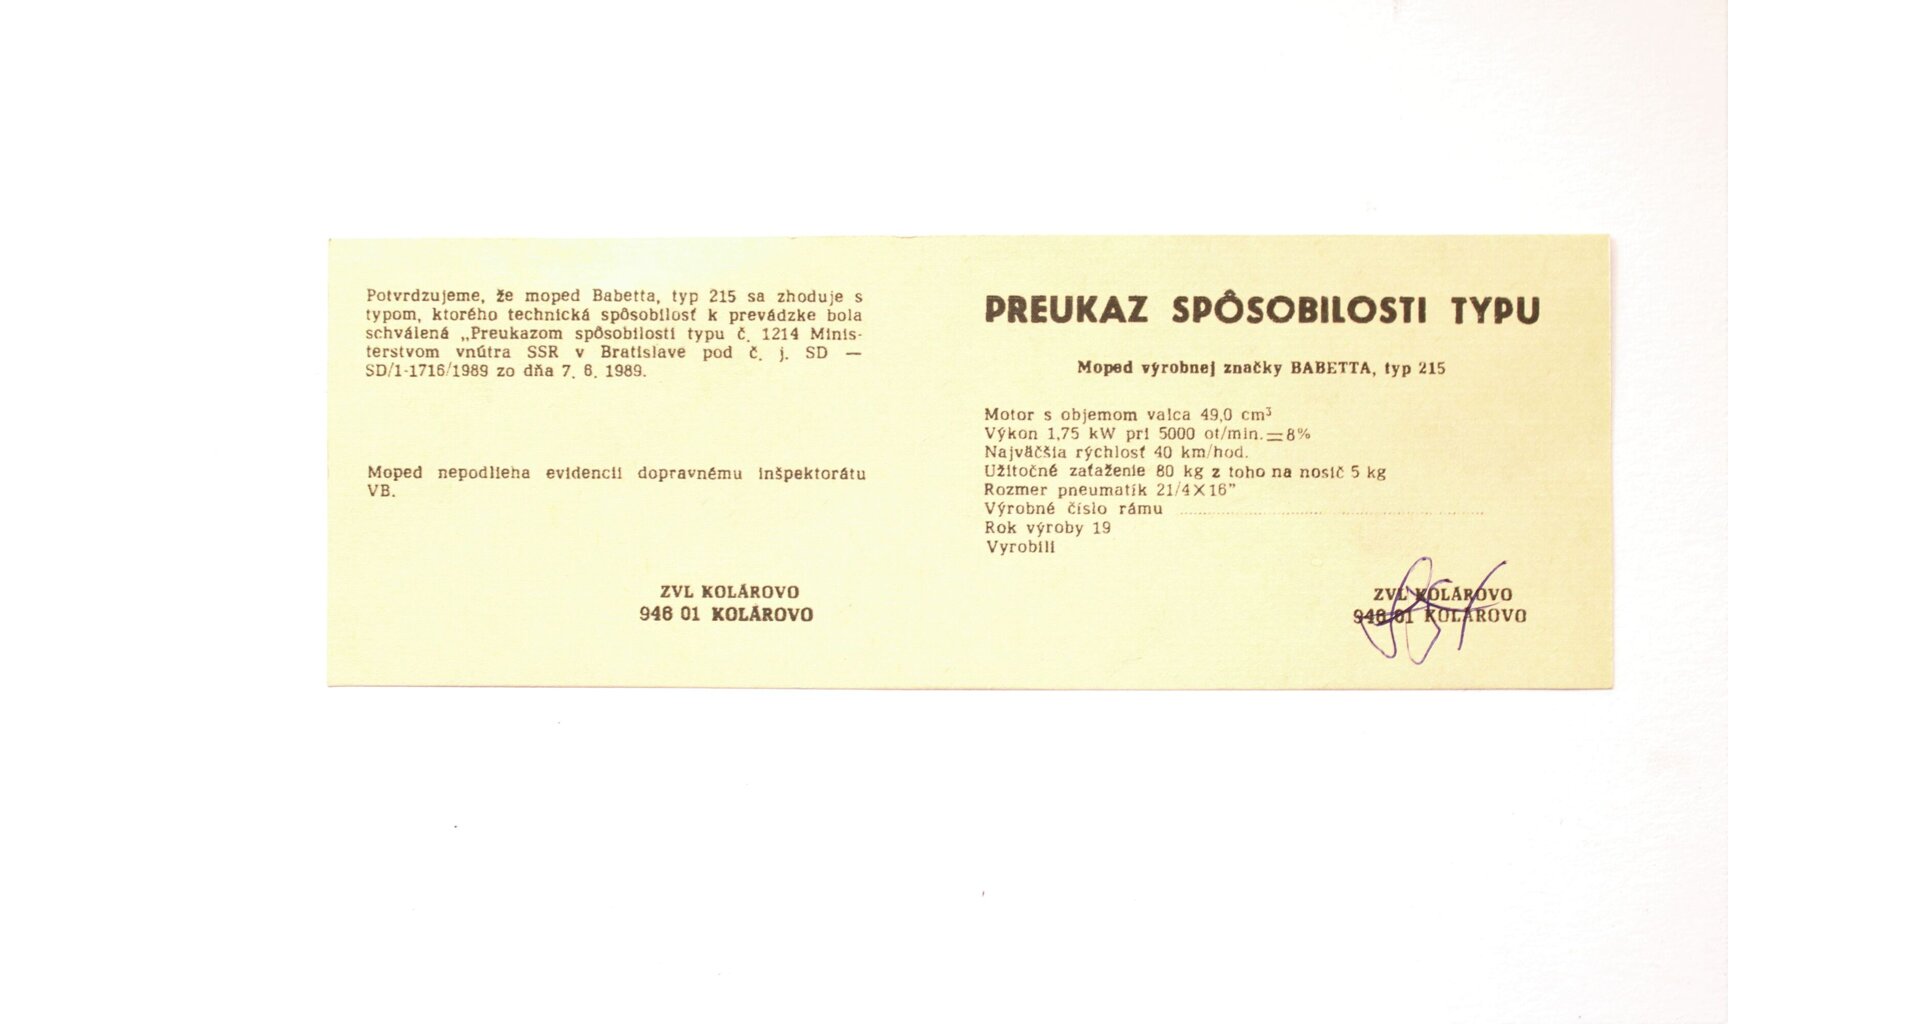 Potvrdzujeme, že moped Babetta, typ 215 sa zhoduje s
typom, ktorého technická spôsobilosť k prevádzke bola
schválená „Preukazom spôsobilosti typu č. 1214 Minis-
terstvom vnútra SSR v Bratislave pod č. j. SD —
SD/1-1716/1989 zo dňa 7. 6. 1989.
Moped nepodlieha evidencii dopravnému inšpektorátu
VB.
ZVL KOLÁROVO
946 01 KOLÁROVO
PREUKAZ SPÔSOBILOSTI TYPU
Moped výrobnej značky BABETTA, typ 215
Motor s objemom valca 49,0 cm³
Výkon 1,75 kW pri 5000 ot/min.=8%
Najväčšia rýchlosť 40 km/hod.
Užitočné zaťaženie 80 kg z toho na nosič 5 kg
Rozmer pneumatík 21/4×16”
Výrobné číslo rámu ........................
Rok výroby 19
Vyrobili
ZVL KOLÁROVO
946 01 KOLÁROVO